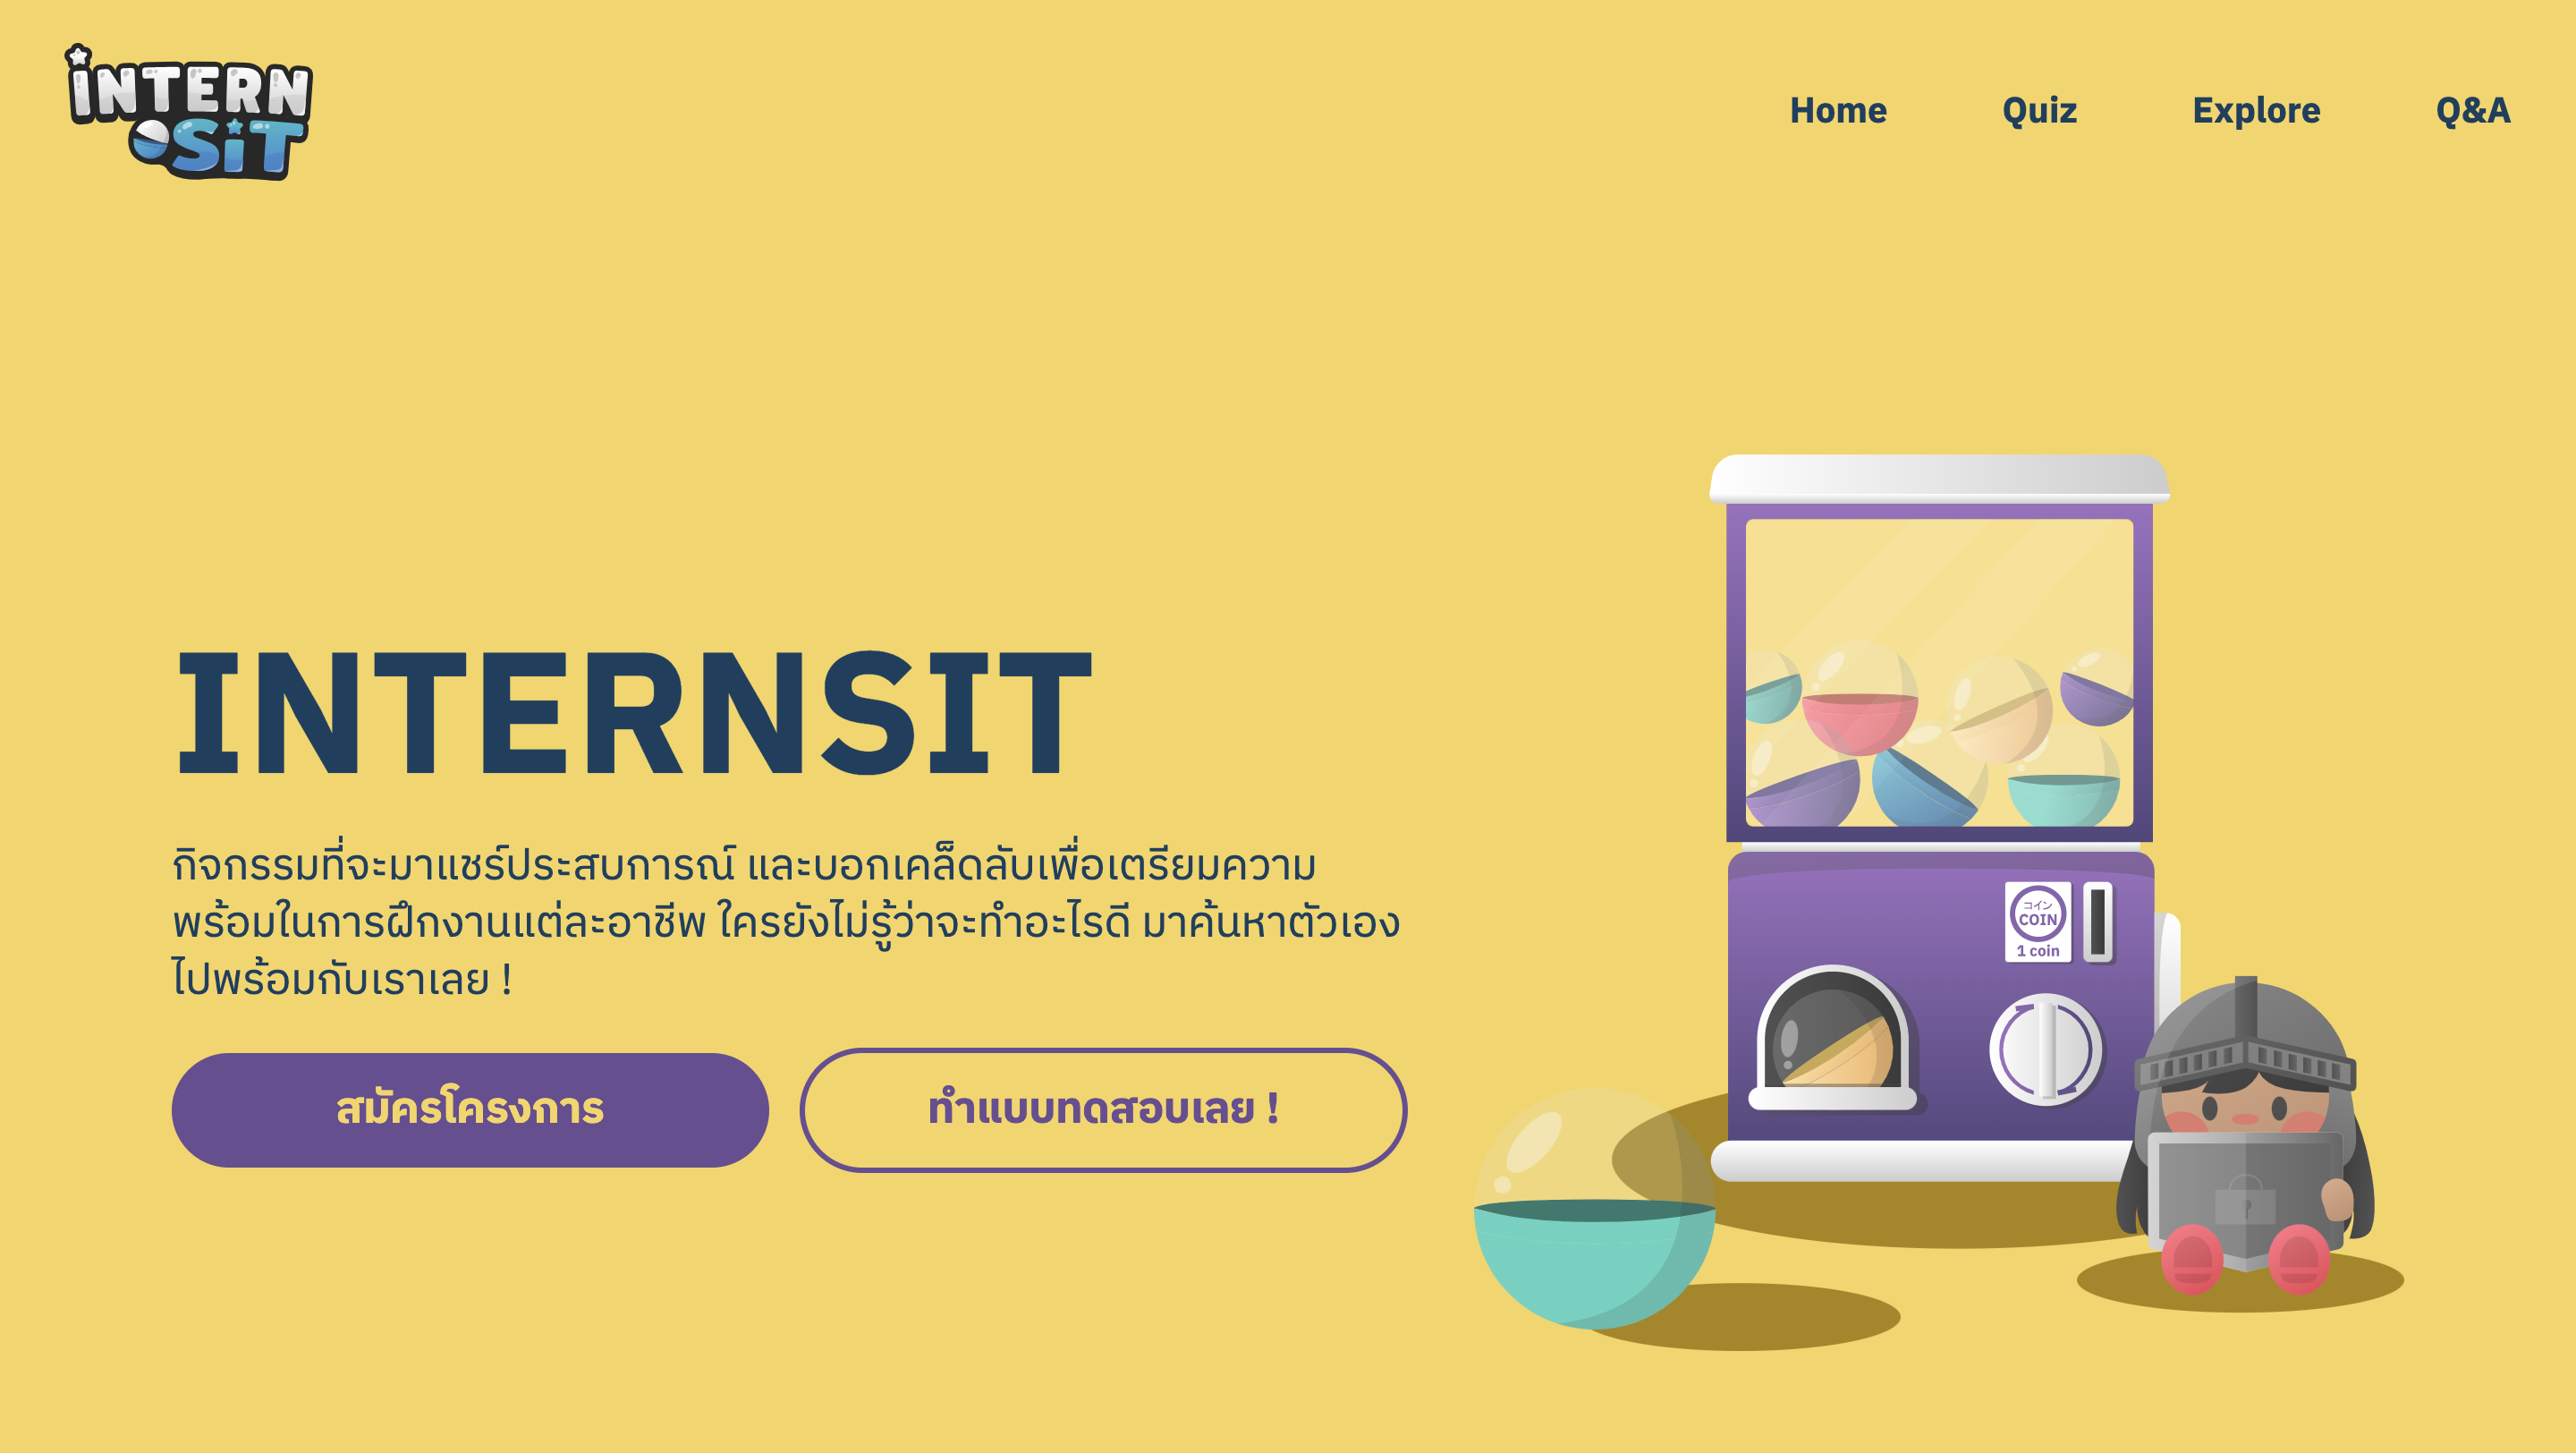 INTERN
SIT
Home Quiz Explore Q&A
INTERNSIT
กิจกรรมที่จะมาแชร์ประสบการณ์ และบอกเคล็ดลับเพื่อเตรียมความ
พร้อมในการฝึกงานแต่ละอาชีพ ใครยังไม่รู้ว่าจะทำอะไรดี มาค้นหาตัวเอง
ไปพร้อมกับเราเลย !
สมัครโครงการ
ทำแบบทดสอบเลย !
コイン
COIN
1 coin